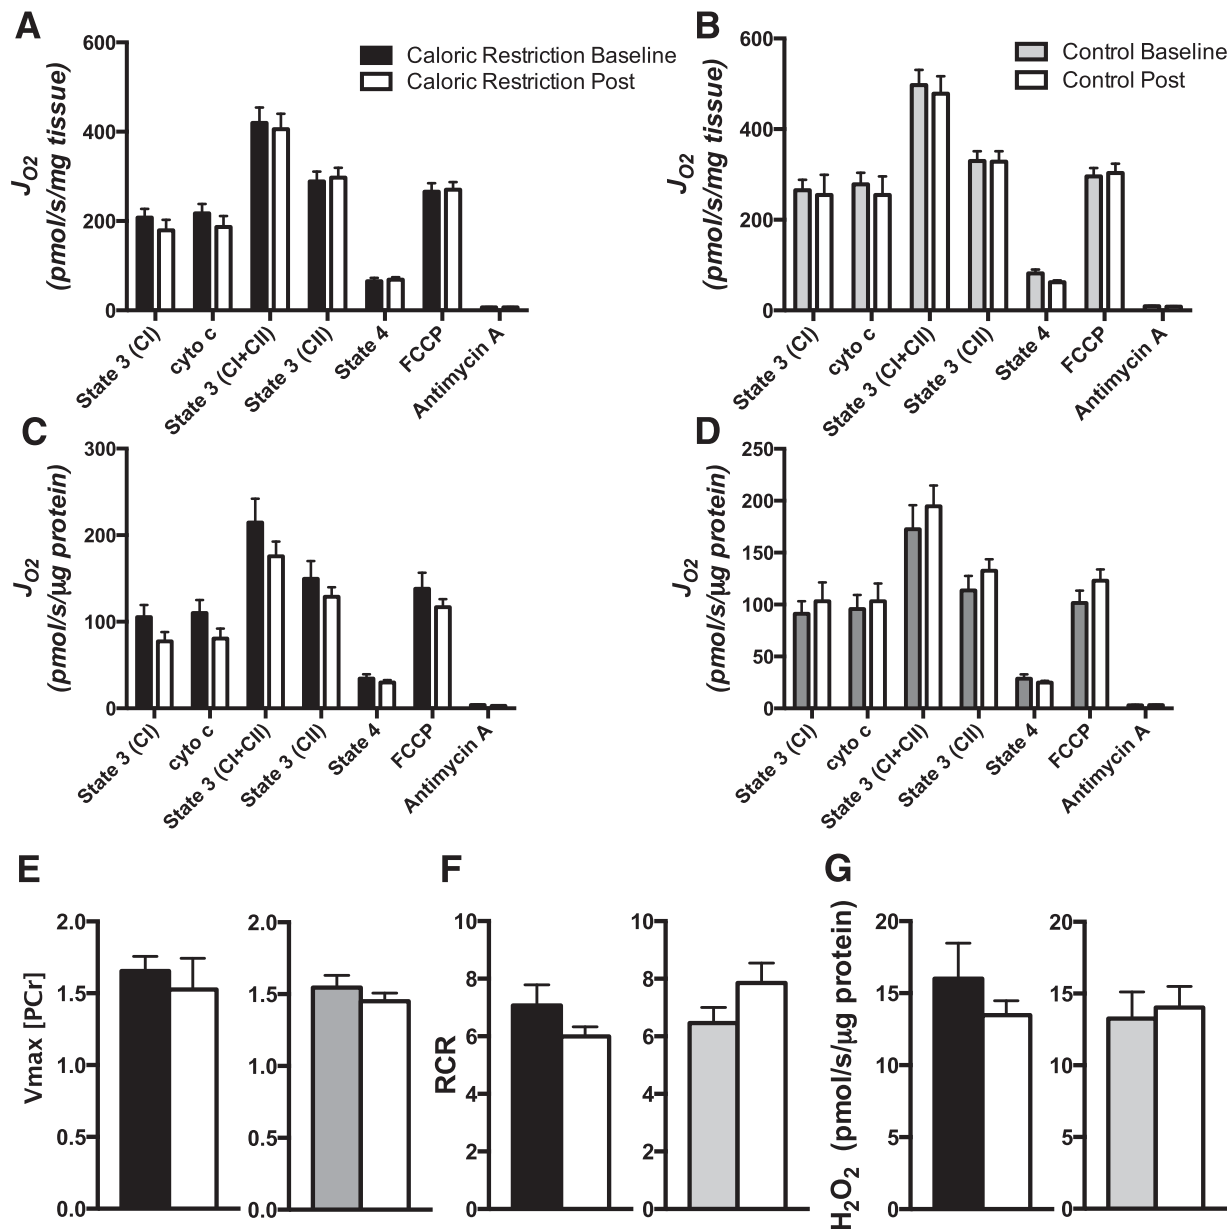 A
600
400
200
0
J O2
(pmol/s/mg tissue)
Caloric Restriction Baseline
Caloric Restriction Post
State 3 (CI)
cyto c
State 3 (CI+CII)
State 3 (CII)
State 4
FCCP
Antimycin A
B
600
400
200
0
J O2
(pmol/s/mg tissue)
Control Baseline
Control Post
State 3 (CI)
cyto c
State 3 (CI+CII)
State 3 (CII)
State 4
FCCP
Antimycin A
C
300
200
100
0
J O2
(pmol/s/µg protein)
State 3 (CI)
cyto c
State 3 (CI+CII)
State 3 (CII)
State 4
FCCP
Antimycin A
D
250
200
150
100
50
0
J O2
(pmol/s/µg protein)
State 3 (CI)
cyto c
State 3 (CI+CII)
State 3 (CII)
State 4
FCCP
Antimycin A
E
Vmax [PCr]
2.0
1.5
1.0
0.5
0.0
2.0
1.5
1.0
0.5
0.0
F
RCR
10
8
6
4
2
0
10
8
6
4
2
0
G
H2O2 (pmol/s/µg protein)
20
15
10
5
0
20
15
10
5
0